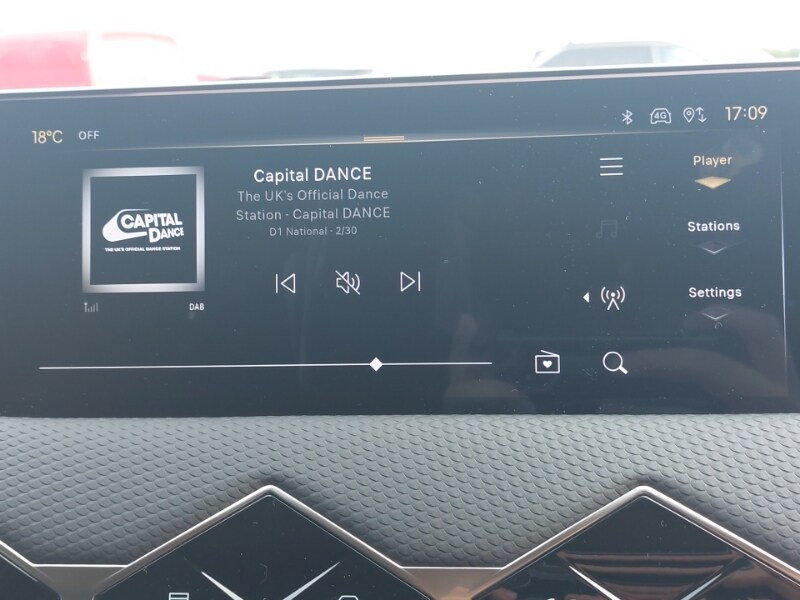 18°C OFF
4G
17:09
CAPITAL
DANCE
THE UK'S OFFICIAL DANCE STATION
DAB
Capital DANCE
The UK's Official Dance
Station · Capital DANCE
D1 National · 2/30
Player
Stations
Settings